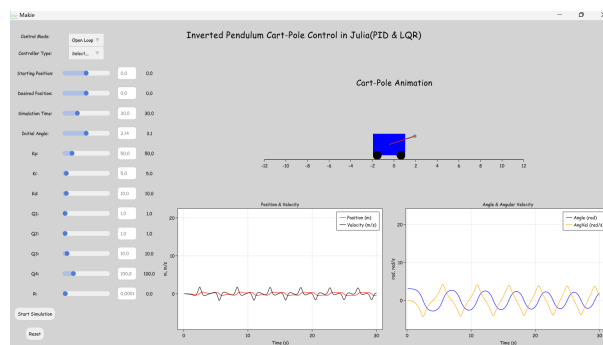 Makie
Inverted Pendulum Cart-Pole Control in Julia(PID & LQR)
Control Mode: Open Loop
Controller Type: Select...
Starting Position: 0.0 0.0
Desired Position: 0.0 0.0
Simulation Time: 30.0 30.0
Initial Angle: 3.14 3.1
Kp: 50.0 50.0
Ki: 5.0 5.0
Kd: 10.0 10.0
Q1: 1.0 1.0
Q2: 1.0 1.0
Q3: 10.0 10.0
Q4: 100.0 100.0
R: 0.0001 0.0
Start Simulation
Reset
Cart-Pole Animation
-12 -10 -8 -6 -4 -2 0 2 4 6 8 10 12
Position & Velocity
Position (m)
Velocity (m/s)
m, m/s
20
10
0
0 10 20 30
Time (s)
Angle & Angular Velocity
Angle (rad)
AngVel (rad/s)
rad, rad/s
20
10
0
0 10 20 30
Time (s)